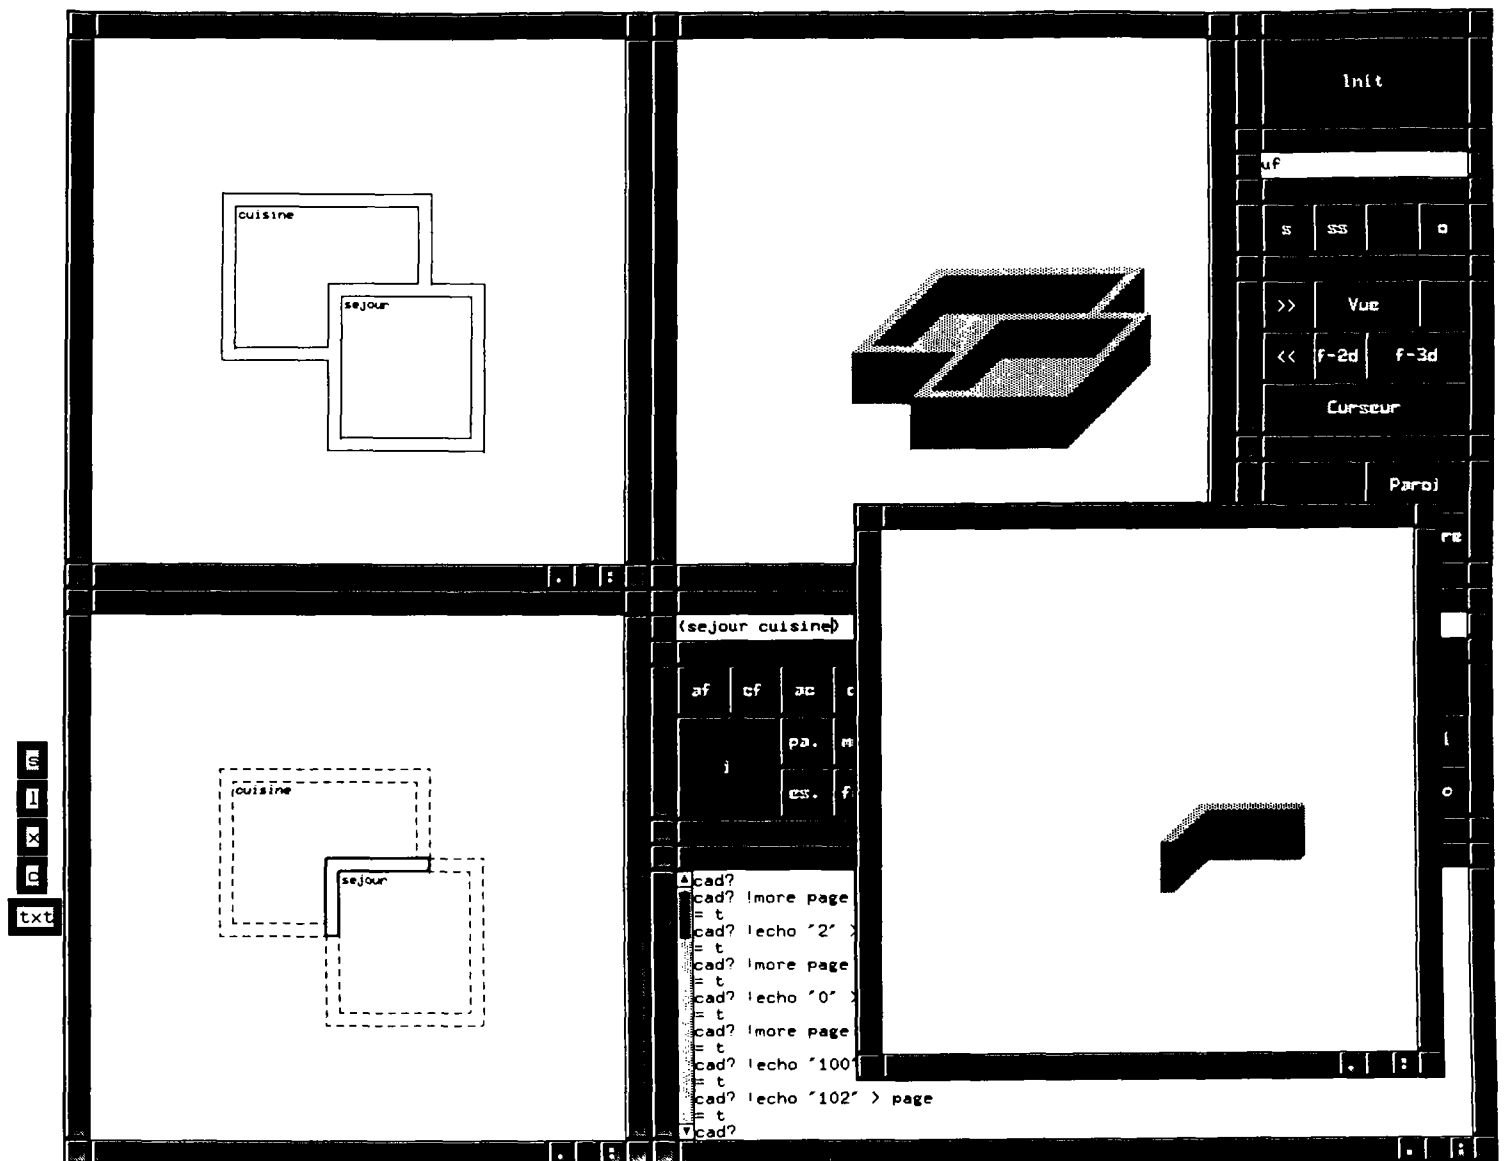 Init
uf
s ss o
>> Vue
<< f-2d f-3d
Curseur
Paroi
re
cuisine
sejour
(sejour cuisine)
af cf ac
pa. m
i
es. f
l
o
cuisine
sejour
s
l
x
c
txt
cad?
cad? !more page
= t
cad? !echo "2" >
= t
cad? !more page
= t
cad? !echo "0" >
= t
cad? !more page
= t
cad? !echo "100"
= t
cad? !echo "102" > page
= t
cad?